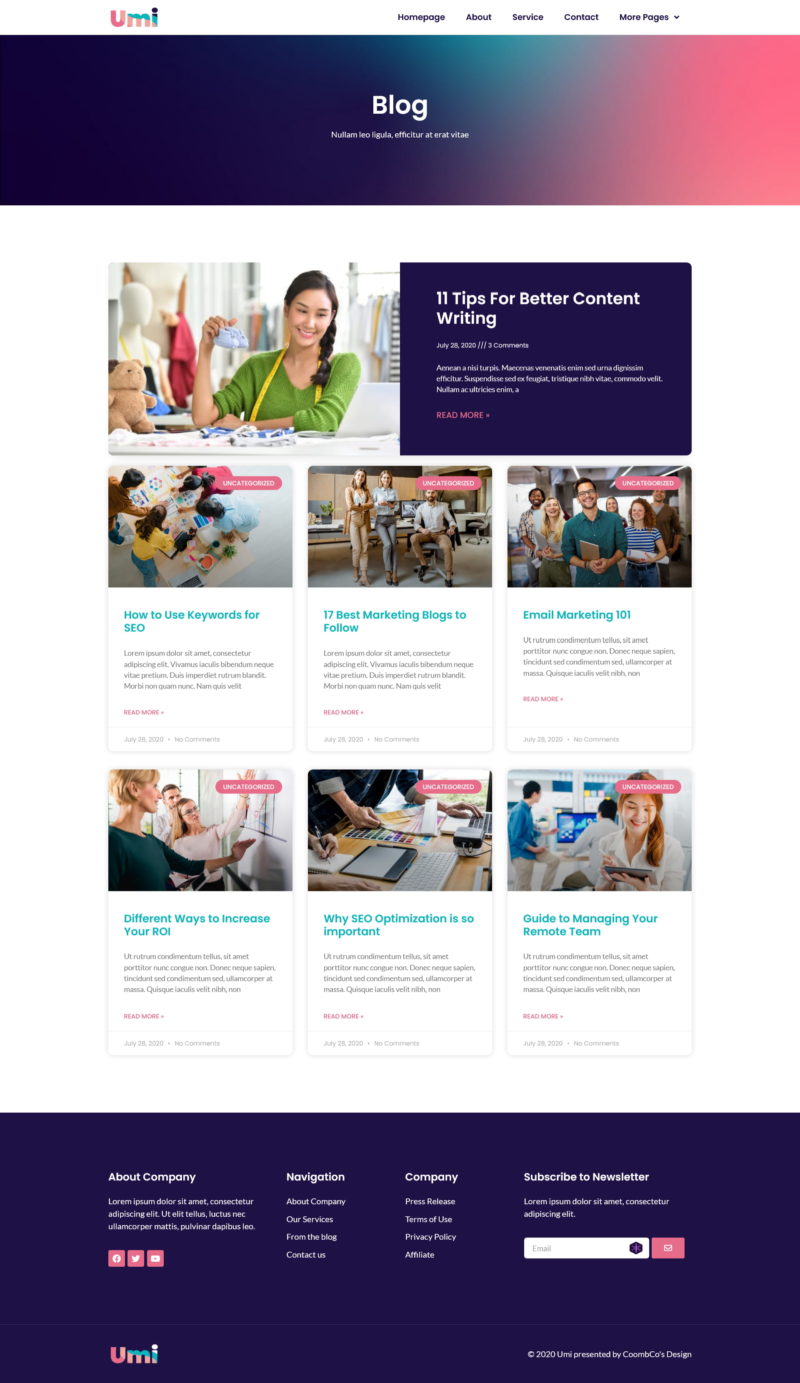 Umi
Homepage About Service Contact More Pages
Blog
Nullam leo ligula, efficitur at erat vitae
11 Tips For Better Content
Writing
July 28, 2020 /// 3 Comments
Aenean a nisi turpis. Maecenas venenatis enim sed urna dignissim
efficitur. Suspendisse sed ex feugiat, tristique nibh vitae, commodo velit.
Nullam ac ultricies enim, a
READ MORE »
UNCATEGORIZED
How to Use Keywords for
SEO
Lorem ipsum dolor sit amet, consectetur
adipiscing elit. Vivamus iaculis bibendum neque
vitae pretium. Duis imperdiet rutrum blandit.
Morbi non quam nunc. Nam quis velit
READ MORE »
July 28, 2020 • No Comments
UNCATEGORIZED
17 Best Marketing Blogs to
Follow
Lorem ipsum dolor sit amet, consectetur
adipiscing elit. Vivamus iaculis bibendum neque
vitae pretium. Duis imperdiet rutrum blandit.
Morbi non quam nunc. Nam quis velit
READ MORE »
July 28, 2020 • No Comments
UNCATEGORIZED
Email Marketing 101
Ut rutrum condimentum tellus, sit amet
porttitor nunc congue non. Donec neque sapien,
tincidunt sed condimentum sed, ullamcorper at
massa. Quisque iaculis velit nibh, non
READ MORE »
July 28, 2020 • No Comments
UNCATEGORIZED
Different Ways to Increase
Your ROI
Ut rutrum condimentum tellus, sit amet
porttitor nunc congue non. Donec neque sapien,
tincidunt sed condimentum sed, ullamcorper at
massa. Quisque iaculis velit nibh, non
READ MORE »
July 28, 2020 • No Comments
UNCATEGORIZED
Why SEO Optimization is so
important
Ut rutrum condimentum tellus, sit amet
porttitor nunc congue non. Donec neque sapien,
tincidunt sed condimentum sed, ullamcorper at
massa. Quisque iaculis velit nibh, non
READ MORE »
July 28, 2020 • No Comments
UNCATEGORIZED
Guide to Managing Your
Remote Team
Ut rutrum condimentum tellus, sit amet
porttitor nunc congue non. Donec neque sapien,
tincidunt sed condimentum sed, ullamcorper at
massa. Quisque iaculis velit nibh, non
READ MORE »
July 28, 2020 • No Comments
About Company
Lorem ipsum dolor sit amet, consectetur
adipiscing elit. Ut elit tellus, luctus nec
ullamcorper mattis, pulvinar dapibus leo.
Navigation
About Company
Our Services
From the blog
Contact us
Company
Press Release
Terms of Use
Privacy Policy
Affiliate
Subscribe to Newsletter
Lorem ipsum dolor sit amet, consectetur
adipiscing elit.
Email
Umi
© 2020 Umi presented by CoombCo's Design